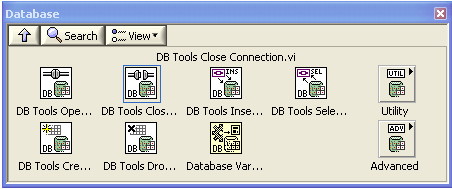 Database
Search
View
DB Tools Close Connection.vi
INS
SEL
UTIL
DB
DB
DB
DB
DB Tools Ope...
DB Tools Clos...
DB Tools Inse...
DB Tools Sele...
Utility
ADV
DB
DB
DB Tools Cre...
DB Tools Dro...
Database Var...
Advanced